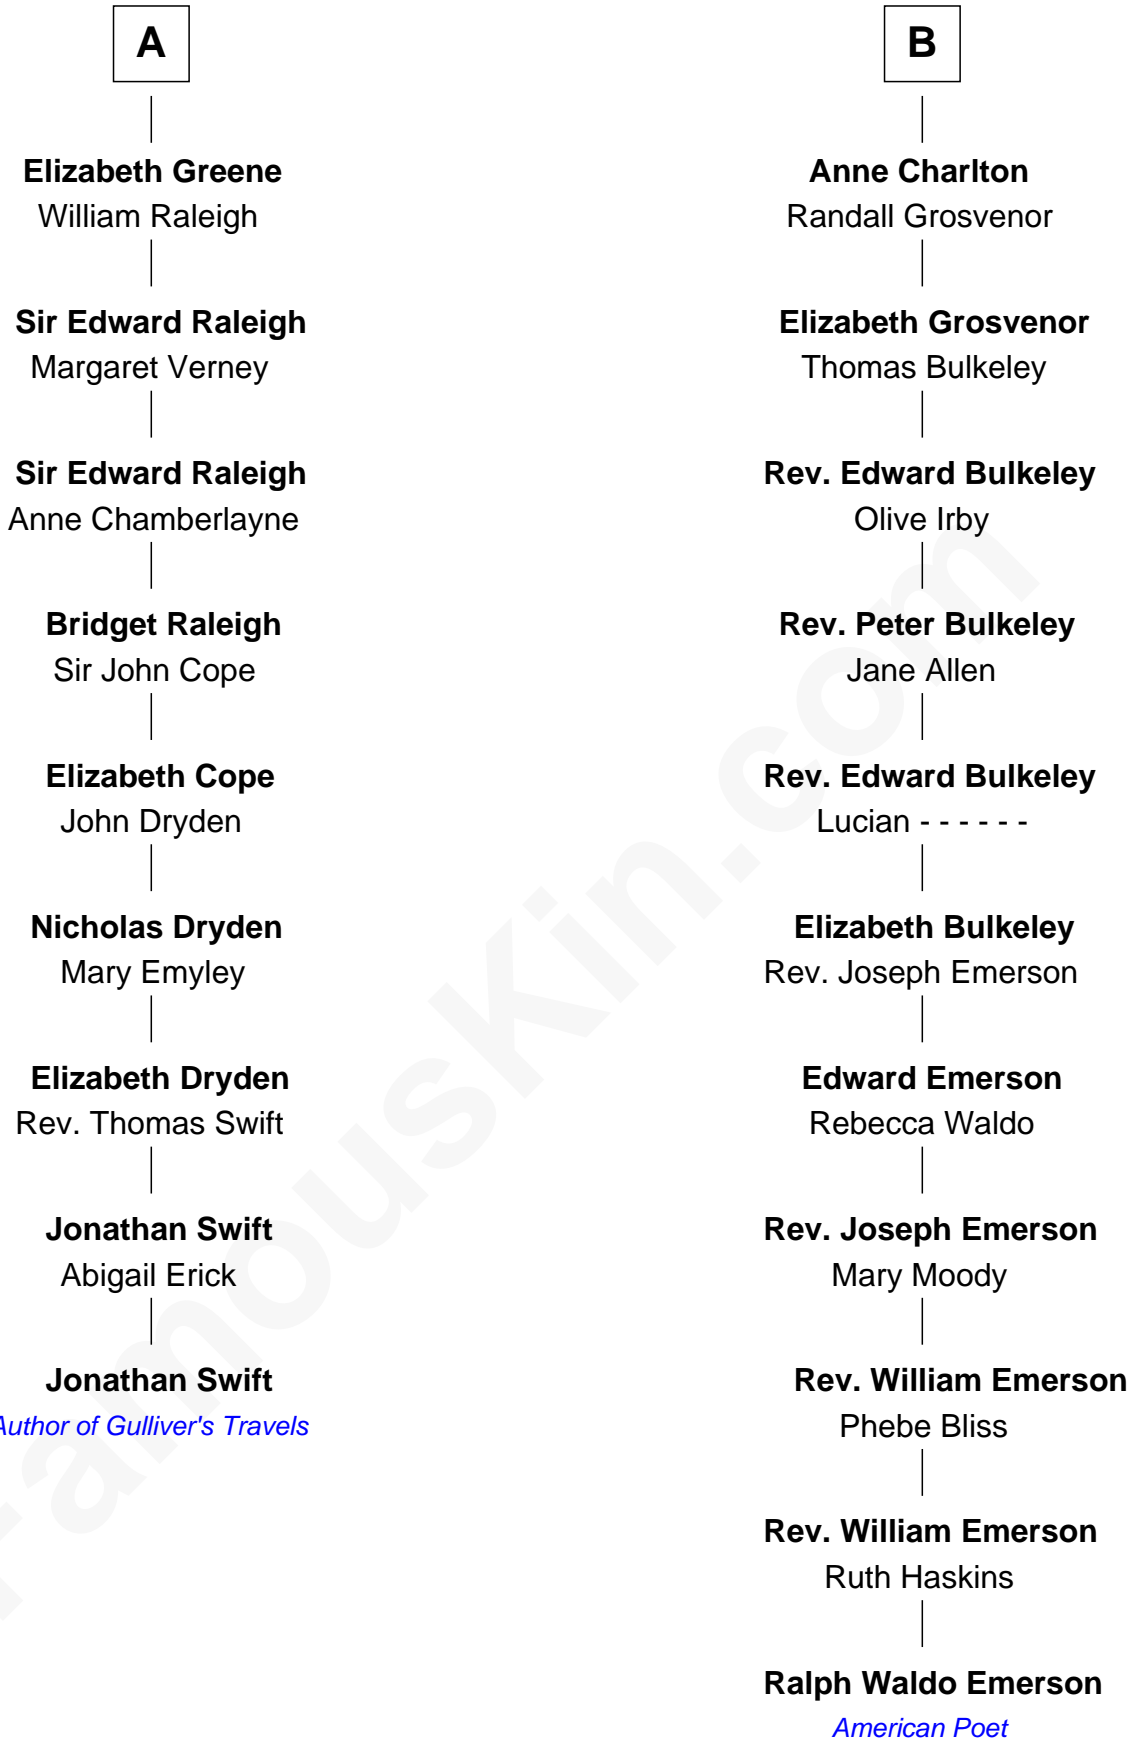 A
Elizabeth Greene
William Raleigh
Sir Edward Raleigh
Margaret Verney
Sir Edward Raleigh
Anne Chamberlayne
Bridget Raleigh
Sir John Cope
Elizabeth Cope
John Dryden
Nicholas Dryden
Mary Emyley
Elizabeth Dryden
Rev. Thomas Swift
Jonathan Swift
Abigail Erick
Jonathan Swift
Author of Gulliver's Travels
B
Anne Charlton
Randall Grosvenor
Elizabeth Grosvenor
Thomas Bulkeley
Rev. Edward Bulkeley
Olive Irby
Rev. Peter Bulkeley
Jane Allen
Rev. Edward Bulkeley
Lucian - - - - - -
Elizabeth Bulkeley
Rev. Joseph Emerson
Edward Emerson
Rebecca Waldo
Rev. Joseph Emerson
Mary Moody
Rev. William Emerson
Phebe Bliss
Rev. William Emerson
Ruth Haskins
Ralph Waldo Emerson
American Poet
FamousKin.com